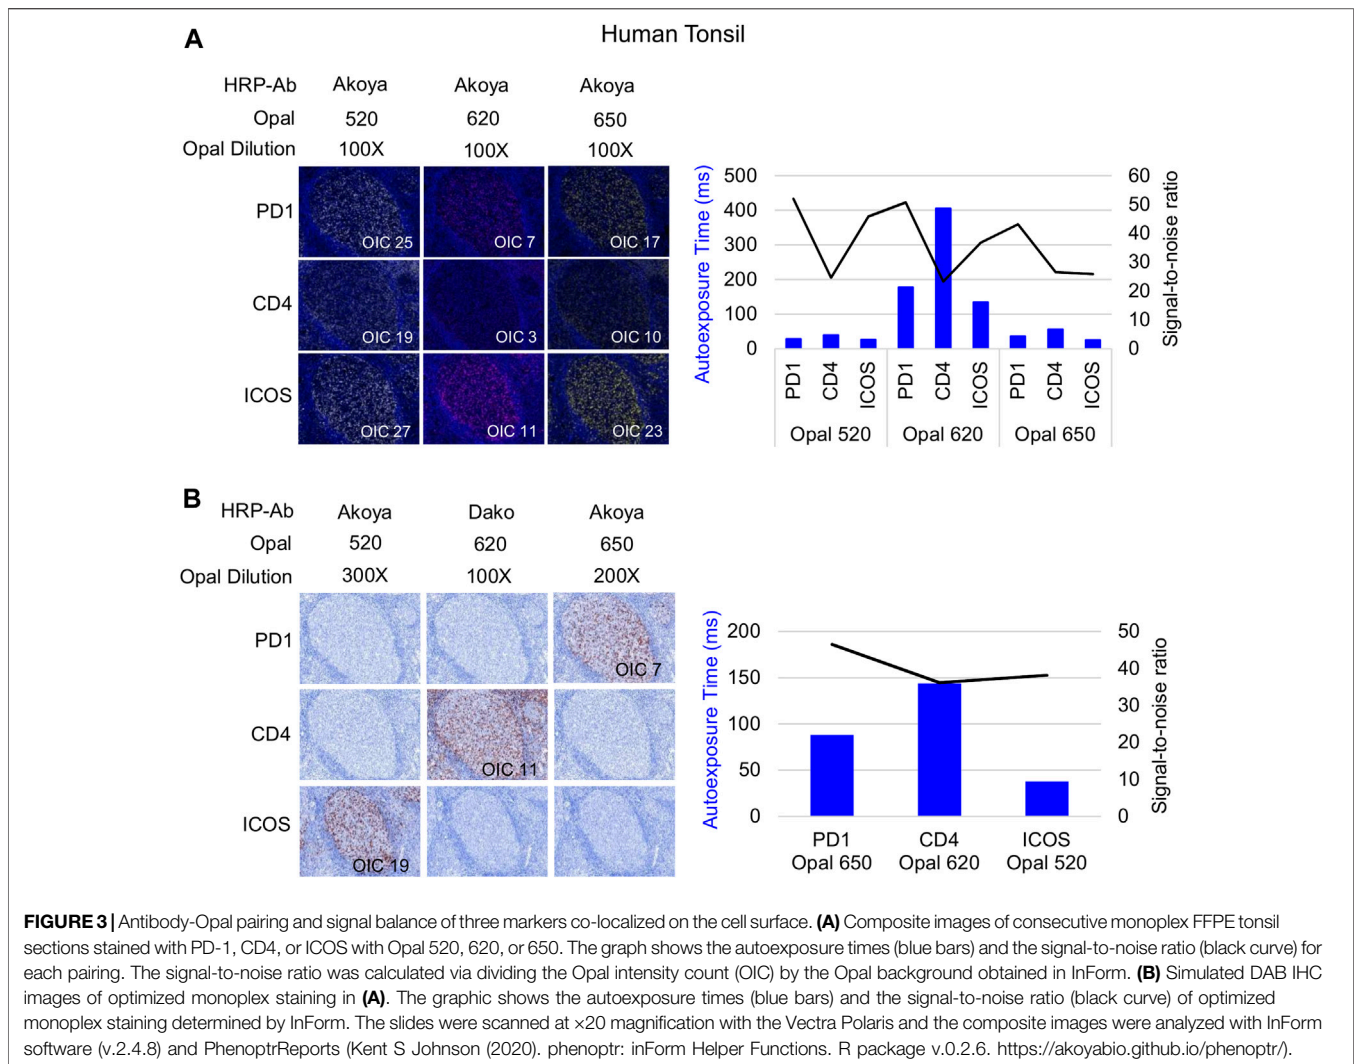 A
Human Tonsil
HRP-Ab Akoya Akoya Akoya
Opal 520 620 650
Opal Dilution 100X 100X 100X
PD1 OIC 25 OIC 7 OIC 17
CD4 OIC 19 OIC 3 OIC 10
ICOS OIC 27 OIC 11 OIC 23
Autoexposure Time (ms)
500
400
300
200
100
0
60
50
40
30
20
10
0
Signal-to-noise ratio
PD1 CD4 ICOS PD1 CD4 ICOS PD1 CD4 ICOS
Opal 520 Opal 620 Opal 650
B
HRP-Ab Akoya Dako Akoya
Opal 520 620 650
Opal Dilution 300X 100X 200X
PD1 OIC 7
CD4 OIC 11
ICOS OIC 19
Autoexposure Time (ms)
200
150
100
50
0
50
40
30
20
10
0
Signal-to-noise ratio
PD1 CD4 ICOS
Opal 650 Opal 620 Opal 520
FIGURE 3 | Antibody-Opal pairing and signal balance of three markers co-localized on the cell surface. (A) Composite images of consecutive monoplex FFPE tonsil
sections stained with PD-1, CD4, or ICOS with Opal 520, 620, or 650. The graph shows the autoexposure times (blue bars) and the signal-to-noise ratio (black curve) for
each pairing. The signal-to-noise ratio was calculated via dividing the Opal intensity count (OIC) by the Opal background obtained in InForm. (B) Simulated DAB IHC
images of optimized monoplex staining in (A). The graphic shows the autoexposure times (blue bars) and the signal-to-noise ratio (black curve) of optimized
monoplex staining determined by InForm. The slides were scanned at ×20 magnification with the Vectra Polaris and the composite images were analyzed with InForm
software (v.2.4.8) and PhenoptrReports (Kent S Johnson (2020). phenoptr: inForm Helper Functions. R package v.0.2.6. https://akoyabio.github.io/phenoptr/).